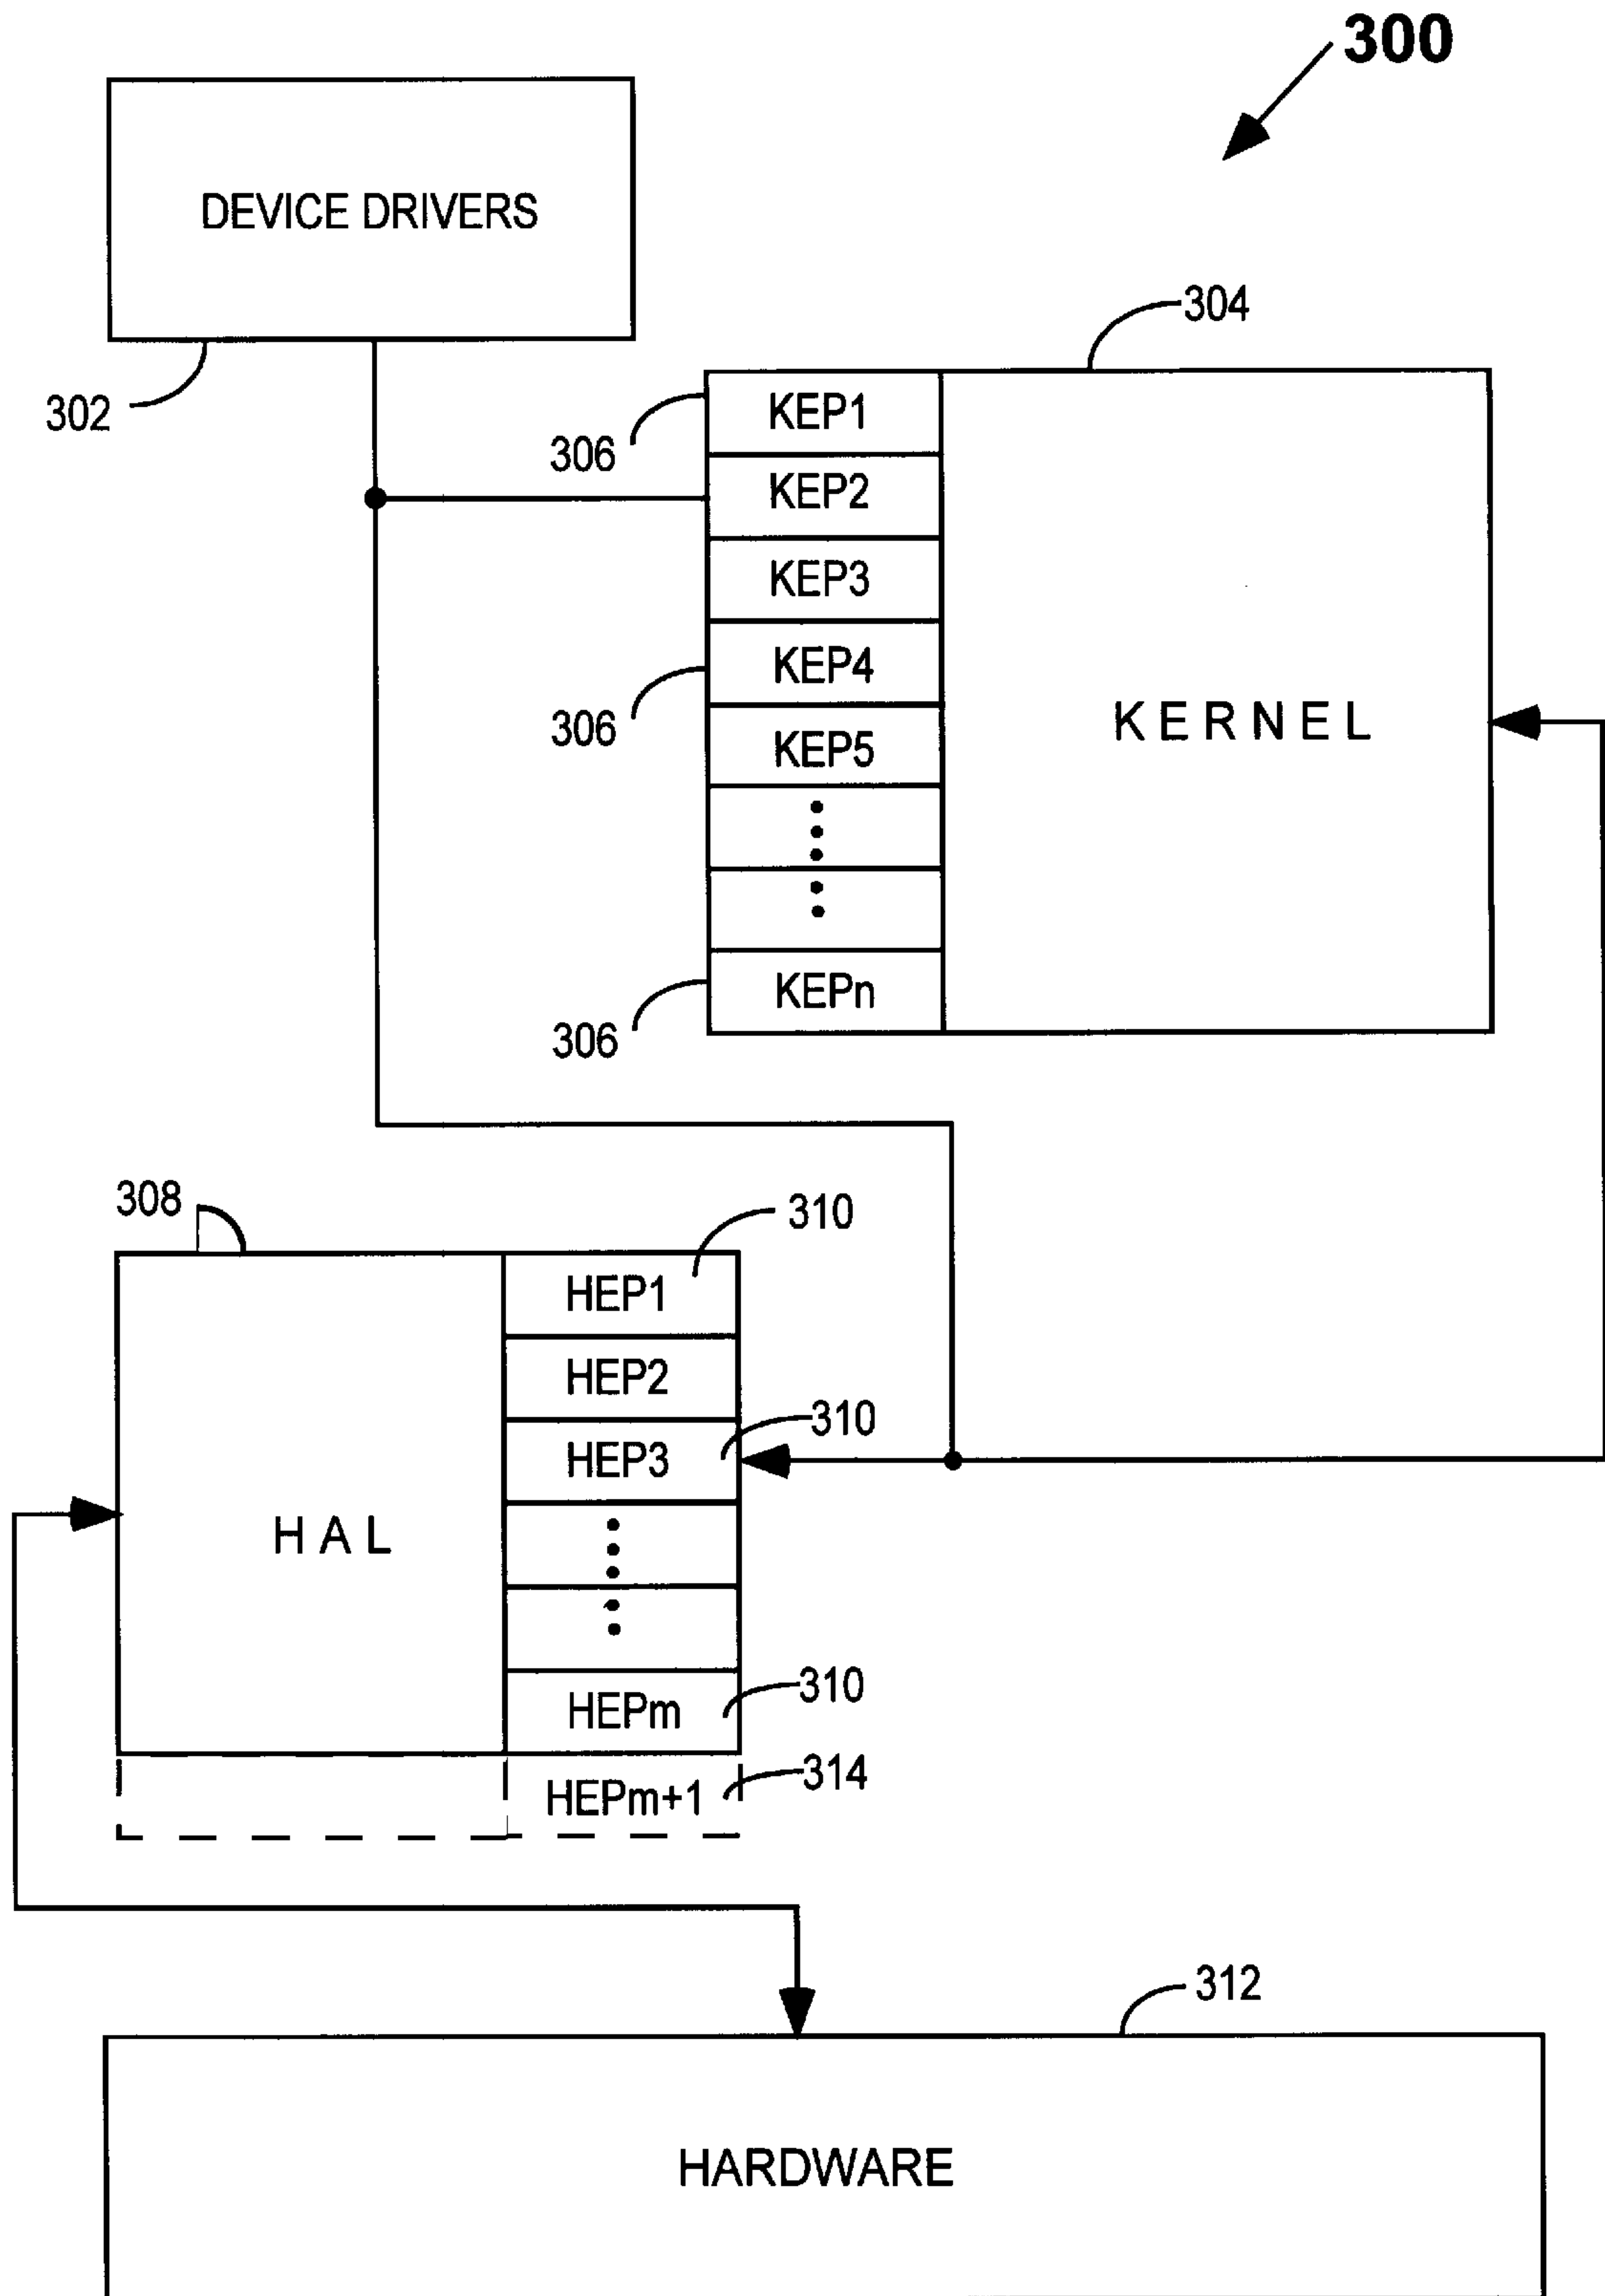 300
DEVICE DRIVERS
302
304
306
KEP1
KEP2
KEP3
KEP4
306
KEP5
KERNEL
KEPn
306
308
310
HEP1
HEP2
310
HEP3
HAL
310
HEPm
314
HEPm+1
312
HARDWARE